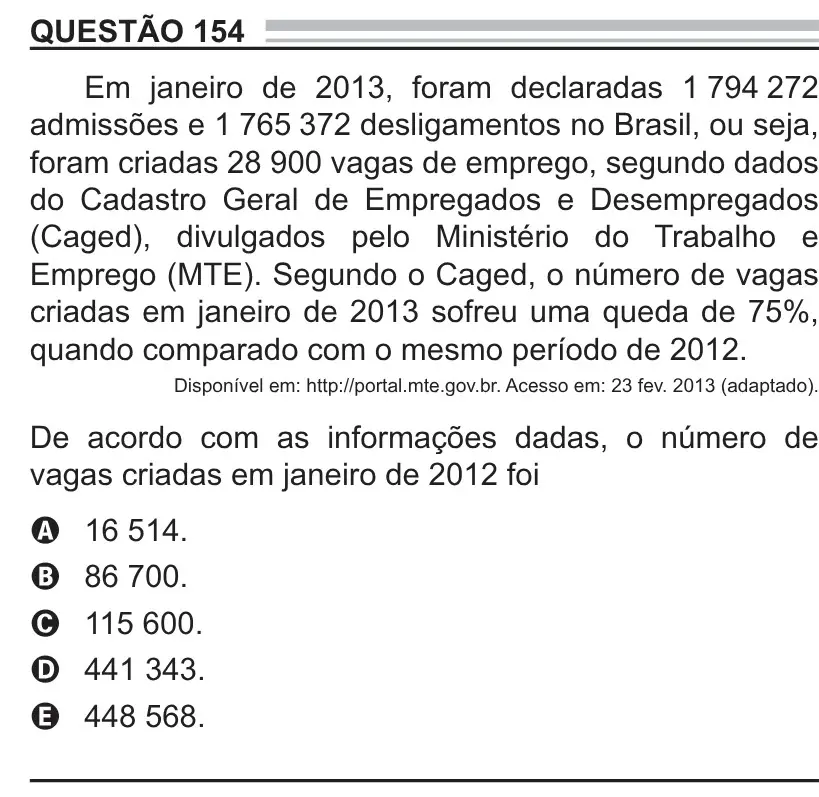 QUESTÃO 154
Em janeiro de 2013, foram declaradas 1 794 272
admissões e 1 765 372 desligamentos no Brasil, ou seja,
foram criadas 28 900 vagas de emprego, segundo dados
do Cadastro Geral de Empregados e Desempregados
(Caged), divulgados pelo Ministério do Trabalho e
Emprego (MTE). Segundo o Caged, o número de vagas
criadas em janeiro de 2013 sofreu uma queda de 75%,
quando comparado com o mesmo período de 2012.
Disponível em: http://portal.mte.gov.br. Acesso em: 23 fev. 2013 (adaptado).
De acordo com as informações dadas, o número de
vagas criadas em janeiro de 2012 foi
A 16 514.
B 86 700.
C 115 600.
D 441 343.
E 448 568.